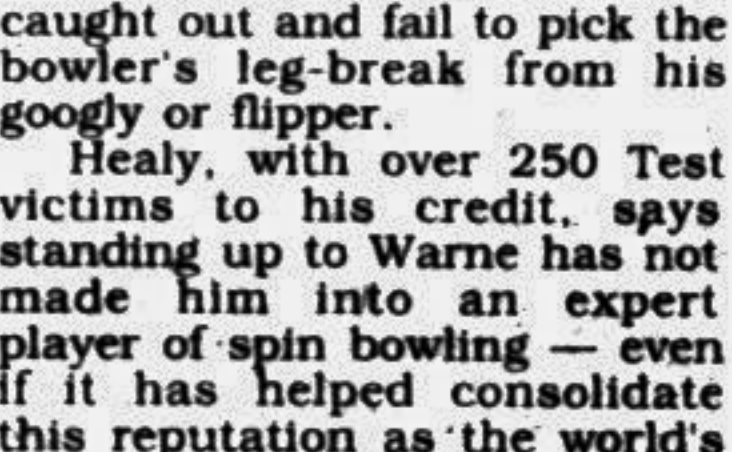 caught out and fail to pick the
bowler's leg-break from his
googly or flipper.
Healy, with over 250 Test
victims to his credit, says
standing up to Warne has not
made him into an expert
player of spin bowling — even
if it has helped consolidate
this reputation as the world's